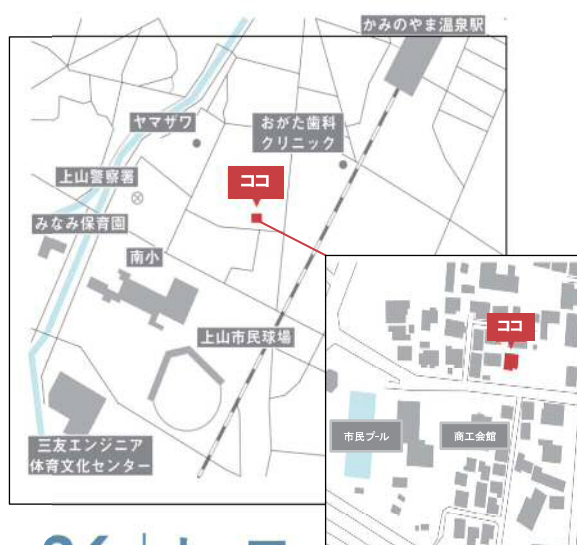 かみのやま温泉駅
ヤマザワ
おがた歯科
クリニック
上山警察署
ココ
みなみ保育園
南小
上山市民球場
ココ
市民プール
商工会館
三友エンジニア
体育文化センター